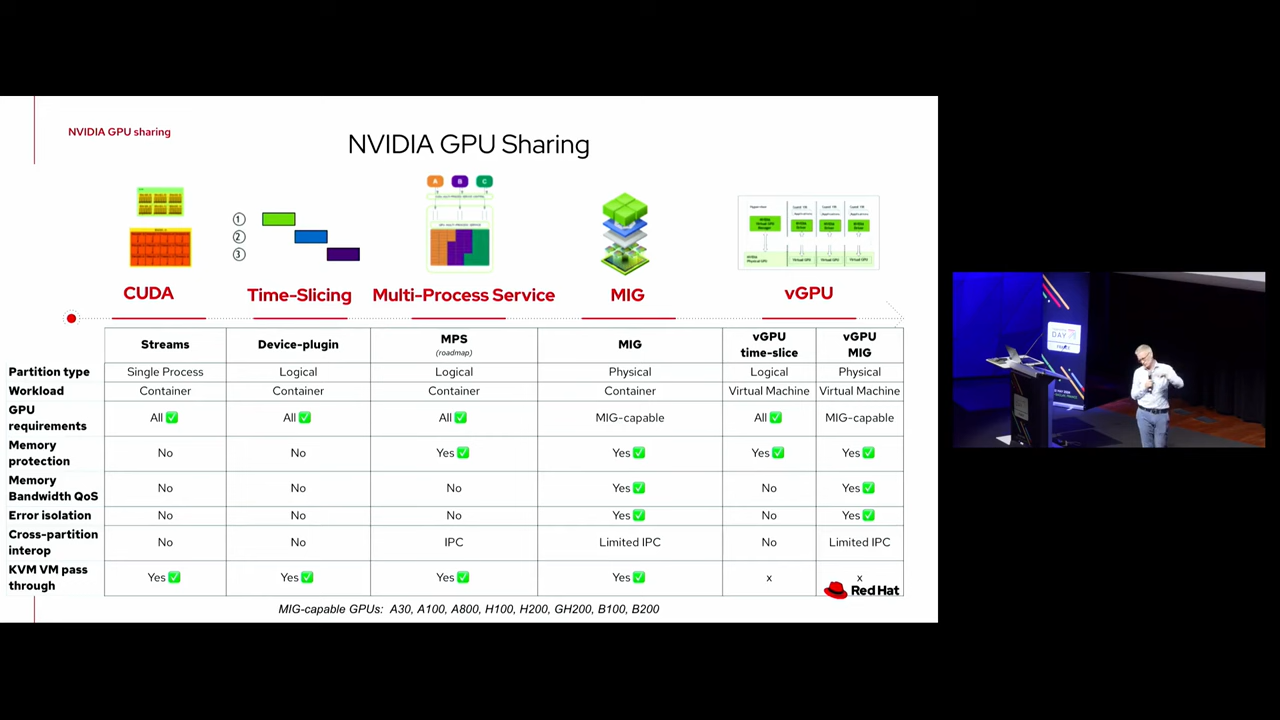 NVIDIA GPU sharing
NVIDIA GPU Sharing
A B C
1
2
3
CUDA Time-Slicing Multi-Process Service MIG vGPU
Streams Device-plugin MPS (roadmap) MIG vGPU time-slice vGPU MIG
Partition type Single Process Logical Logical Physical Logical Physical
Workload Container Container Container Container Virtual Machine Virtual Machine
GPU requirements All ✅ All ✅ All ✅ MIG-capable All ✅ MIG-capable
Memory protection No No Yes ✅ Yes ✅ Yes ✅ Yes ✅
Memory Bandwidth QoS No No No Yes ✅ No Yes ✅
Error isolation No No No Yes ✅ No Yes ✅
Cross-partition interop No No IPC Limited IPC No Limited IPC
KVM VM pass through Yes ✅ Yes ✅ Yes ✅ Yes ✅ x x
Red Hat
MIG-capable GPUs: A30, A100, A800, H100, H200, GH200, B100, B200
DAY